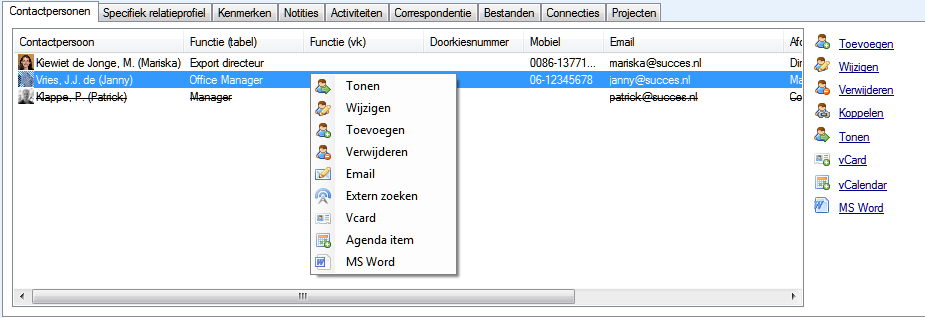 Contactpersonen Specifiek relatieprofiel Kenmerken Notities Activiteiten Correspondentie Bestanden Connecties Projecten
Contactpersoon Functie (tabel) Functie (vk) Doorkiesnummer Mobiel Email Afd
Kiewiet de Jonge, M. (Mariska) Export directeur 0086-13771... mariska@succes.nl Dir
Vries, J.J. de (Janny) Office Manager 06-12345678 janny@succes.nl Ma
Klappe, P. (Patrick) Manager patrick@succes.nl Co
Tonen
Wijzigen
Toevoegen
Verwijderen
Email
Extern zoeken
Vcard
Agenda item
MS Word
Toevoegen
Wijzigen
Verwijderen
Koppelen
Tonen
vCard
vCalendar
MS Word